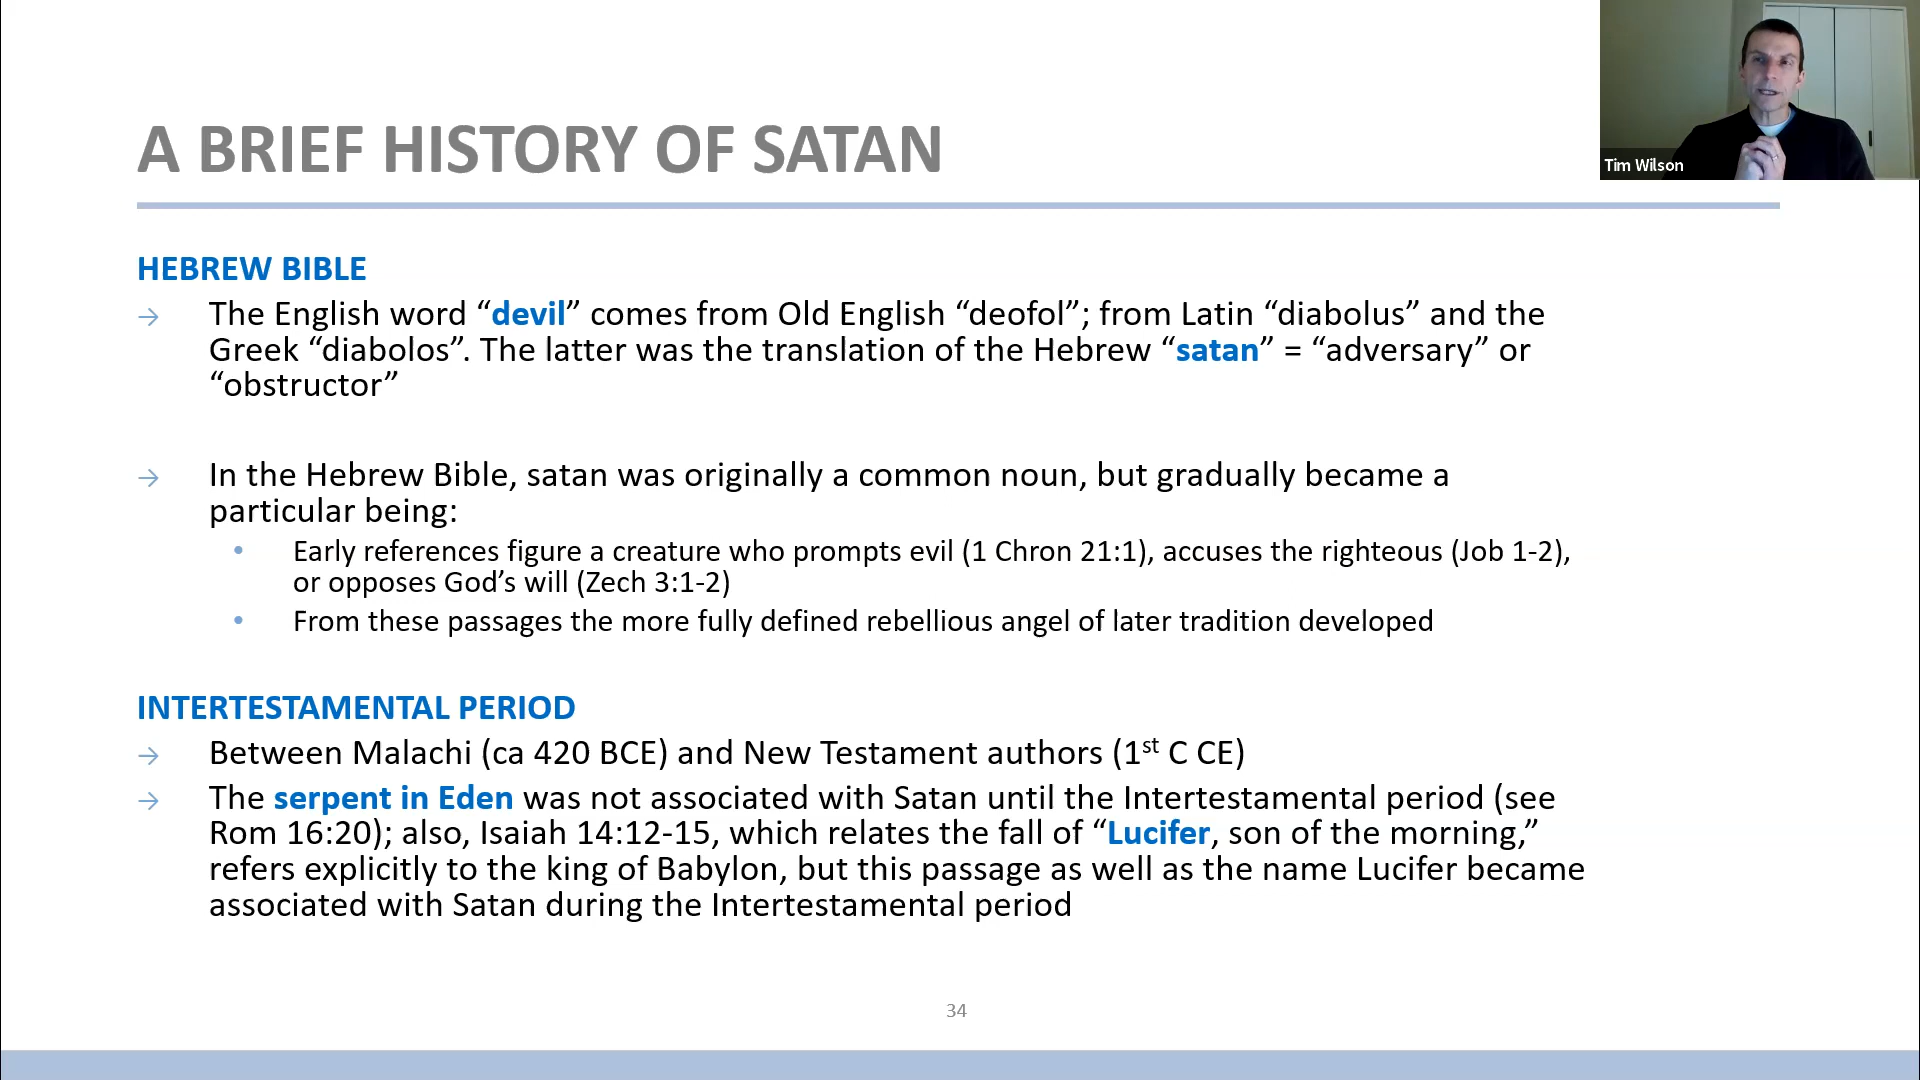 Tim Wilson
A BRIEF HISTORY OF SATAN
HEBREW BIBLE
→ The English word “devil” comes from Old English “deofol”; from Latin “diabolus” and the
Greek “diabolos”. The latter was the translation of the Hebrew “satan” = “adversary” or
“obstructor”
→ In the Hebrew Bible, satan was originally a common noun, but gradually became a
particular being:
• Early references figure a creature who prompts evil (1 Chron 21:1), accuses the righteous (Job 1-2),
or opposes God’s will (Zech 3:1-2)
• From these passages the more fully defined rebellious angel of later tradition developed
INTERTESTAMENTAL PERIOD
→ Between Malachi (ca 420 BCE) and New Testament authors (1st C CE)
→ The serpent in Eden was not associated with Satan until the Intertestamental period (see
Rom 16:20); also, Isaiah 14:12-15, which relates the fall of “Lucifer, son of the morning,”
refers explicitly to the king of Babylon, but this passage as well as the name Lucifer became
associated with Satan during the Intertestamental period
34